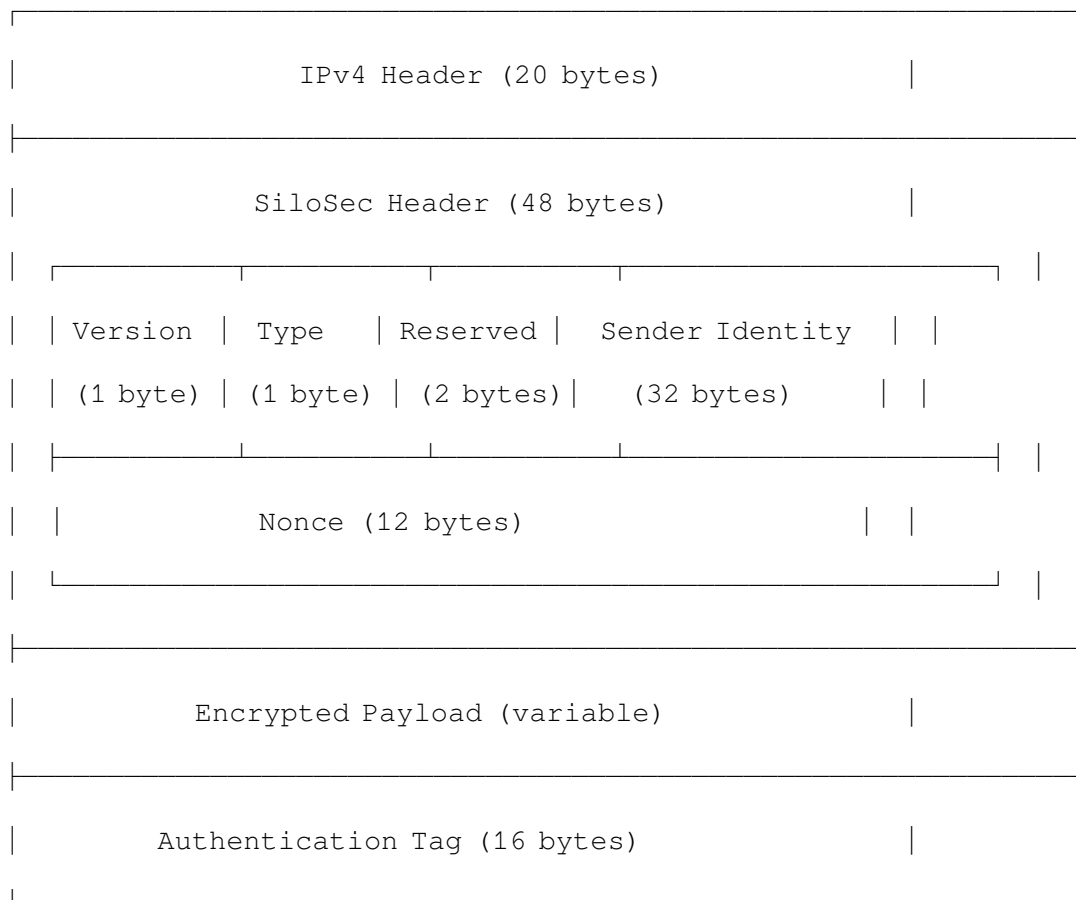 IPv4 Header (20 bytes)
SiloSec Header (48 bytes)
Version Type Reserved Sender Identity
(1 byte) (1 byte) (2 bytes) (32 bytes)
Nonce (12 bytes)
Encrypted Payload (variable)
Authentication Tag (16 bytes)